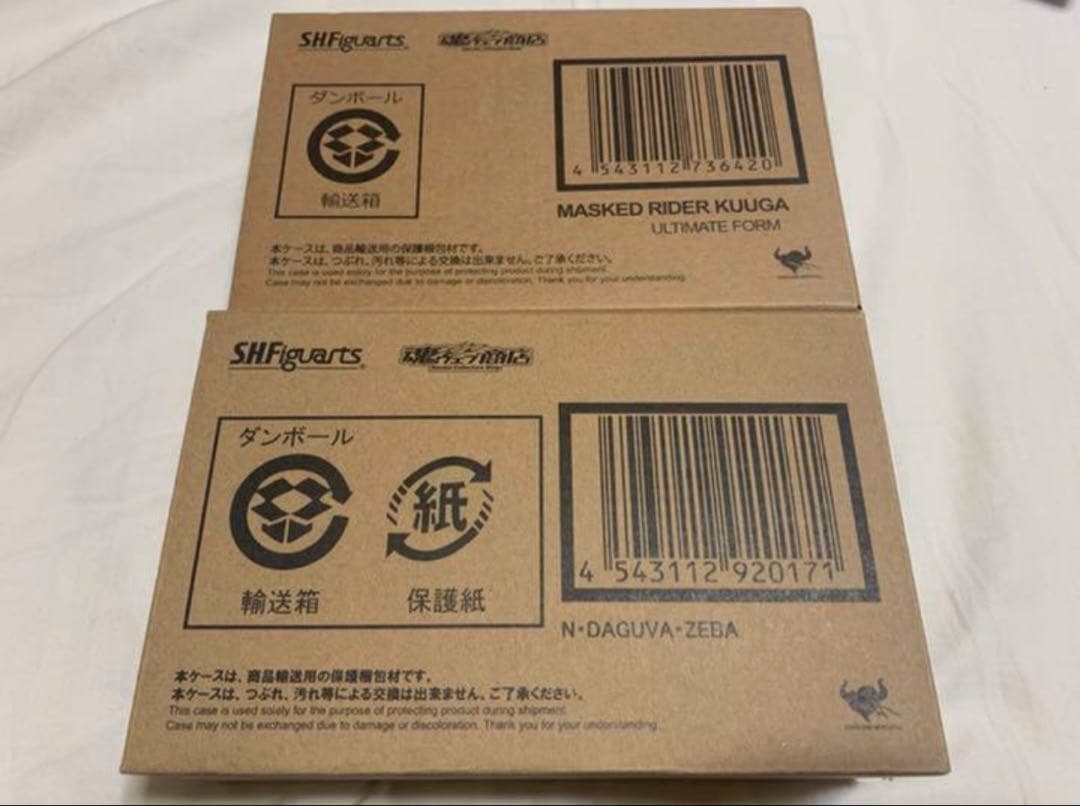 S.H.Figuarts
魂ウェブ商店
ダンボール
輸送箱
4 543112 736420
MASKED RIDER KUUGA
ULTIMATE FORM
本ケースは、商品輸送用の保護梱包材です。
本ケースは、つぶれ、汚れ等による交換は出来ません。ご了承ください。
This case is used solely for the purpose of protecting product during shipment.
Case may not be exchanged due to damage or discoloration. Thank you for your understanding.
S.H.Figuarts
魂ウェブ商店
ダンボール
紙
輸送箱
保護紙
4 543112 920171
N・DAGUVA・ZEBA
本ケースは、商品輸送用の保護梱包材です。
本ケースは、つぶれ、汚れ等による交換は出来ません。ご了承ください。
This case is used solely for the purpose of protecting product during shipment.
Case may not be exchanged due to damage or discoloration. Thank you for your understanding.